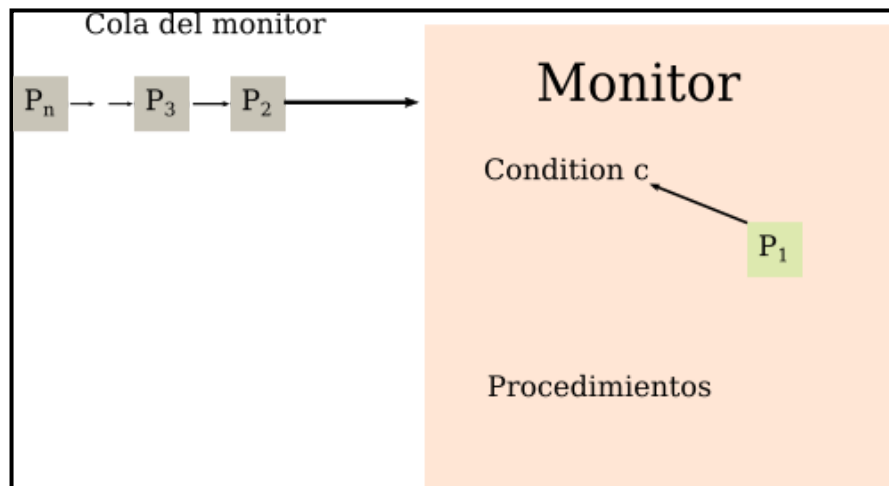 Cola del monitor
Pₙ P₃ P₂
Monitor
Condition c
P₁
Procedimientos